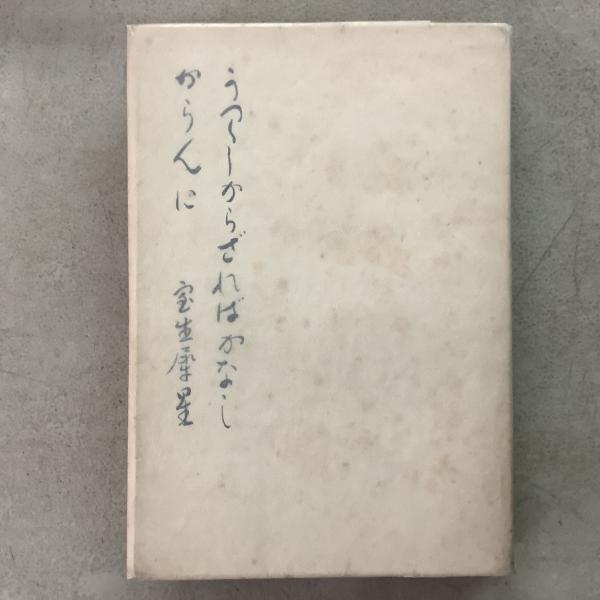 うつくしからざればかなし
からんに
室生犀星